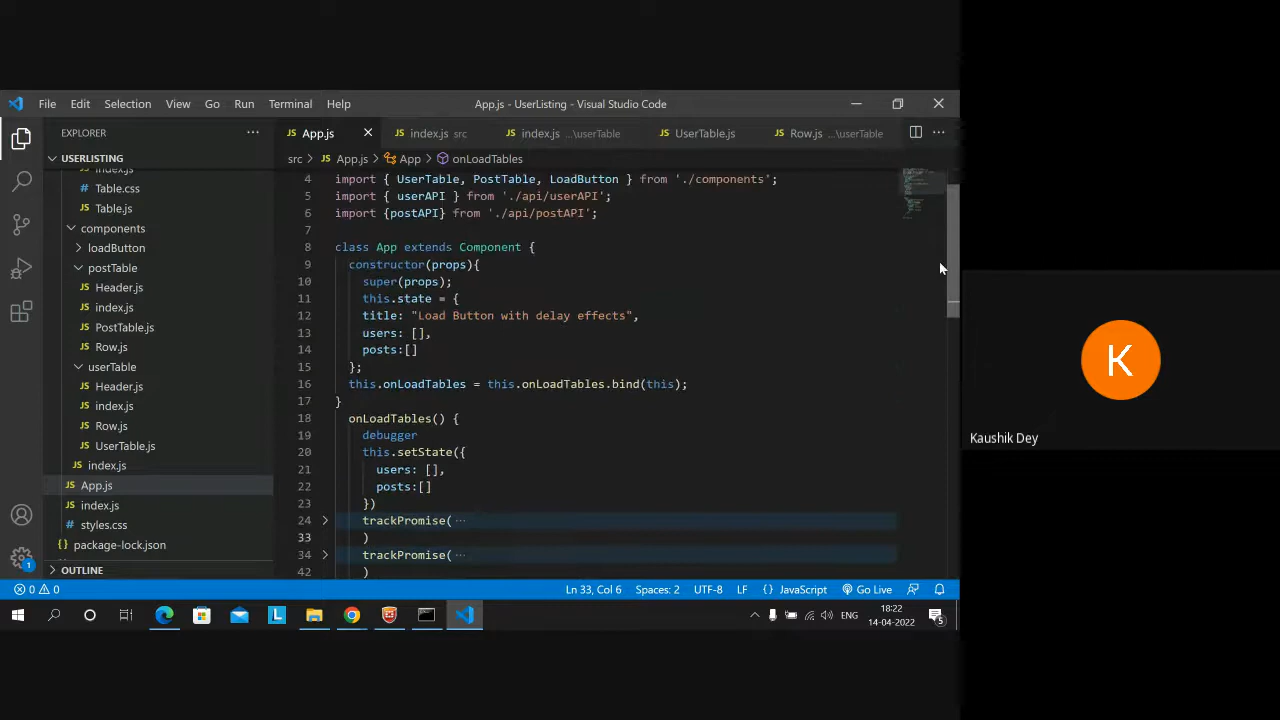 File Edit Selection View Go Run Terminal Help App.js - UserListing - Visual Studio Code
EXPLORER
USERLISTING
index.js
Table.css
Table.js
components
loadButton
postTable
Header.js
index.js
PostTable.js
Row.js
userTable
Header.js
index.js
Row.js
UserTable.js
index.js
App.js
index.js
styles.css
package-lock.json
OUTLINE
App.js index.js src index.js ...\userTable UserTable.js Row.js ...\userTable
src > App.js > App > onLoadTables
4 import { UserTable, PostTable, LoadButton } from './components';
5 import { userAPI } from './api/userAPI';
6 import {postAPI} from './api/postAPI';
7
8 class App extends Component {
9 constructor(props){
10 super(props);
11 this.state = {
12 title: "Load Button with delay effects",
13 users: [],
14 posts:[]
15 };
16 this.onLoadTables = this.onLoadTables.bind(this);
17 }
18 onLoadTables() {
19 debugger
20 this.setState({
21 users: [],
22 posts:[]
23 })
24 trackPromise( ...
33 )
34 trackPromise( ...
42 )
0 0 Ln 33, Col 6 Spaces: 2 UTF-8 LF {} JavaScript Go Live
1
L
ENG
18:22
14-04-2022
5
K
Kaushik Dey